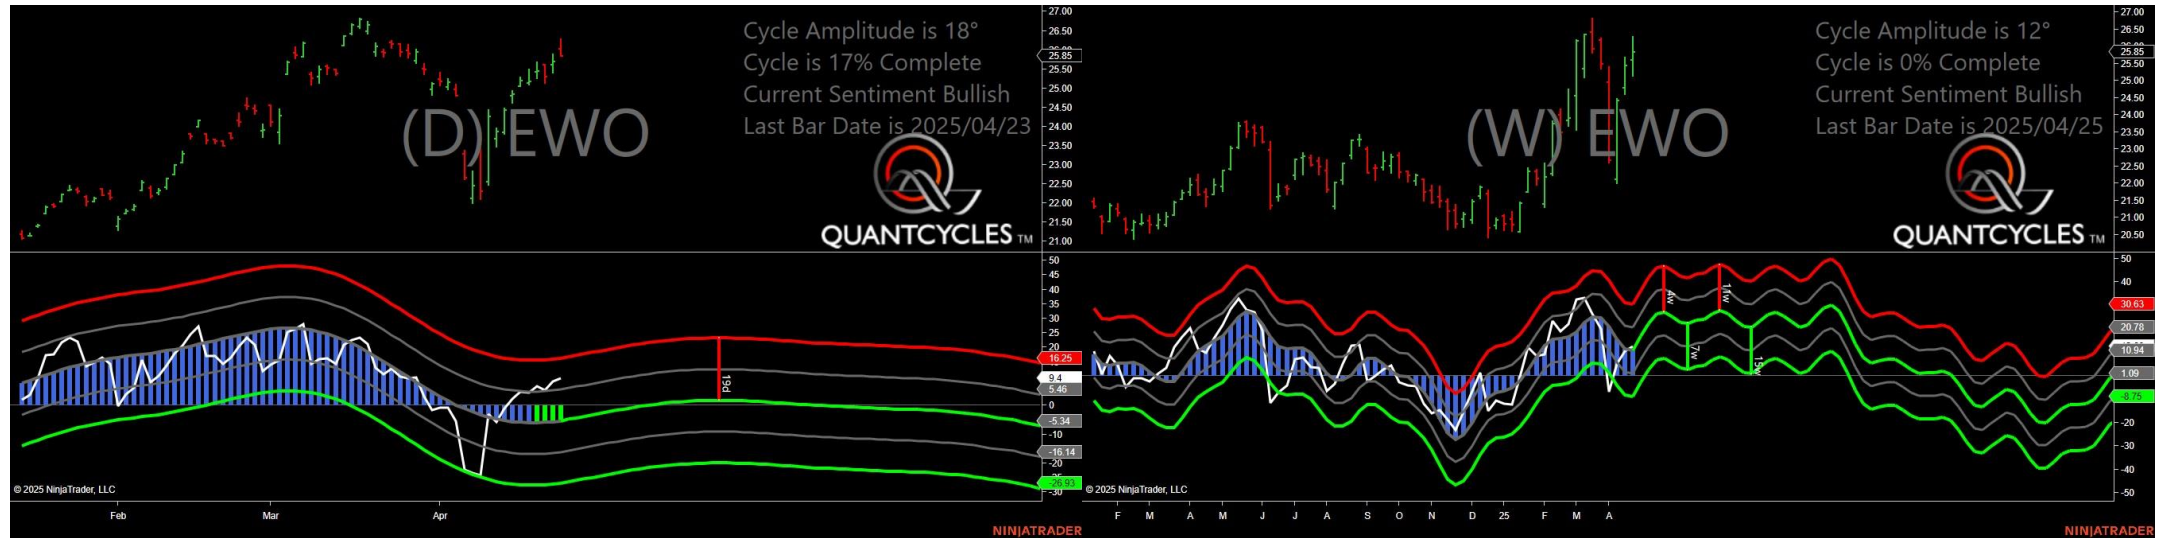 27.00
26.50
25.85
25.50
25.00
24.50
24.00
23.50
23.00
22.50
22.00
21.50
21.00
Cycle Amplitude is 18°
Cycle is 17% Complete
Current Sentiment Bullish
Last Bar Date is 2025/04/23
(D) EWO
QUANTCYCLES TM
50
45
40
35
30
25
20
16.25
9.4
5.46
0
-5.34
-10
-16.14
-20
-26.93
-30
19d
© 2025 NinjaTrader, LLC
Feb Mar Apr
NINJATRADER
27.00
26.50
25.85
25.50
25.00
24.50
24.00
23.50
23.00
22.50
22.00
21.50
21.00
20.50
Cycle Amplitude is 12°
Cycle is 0% Complete
Current Sentiment Bullish
Last Bar Date is 2025/04/25
(W) EWO
QUANTCYCLES TM
50
40
30.63
20.78
10.94
1.09
-8.75
-20
-30
-40
-50
4w
11w
7w
© 2025 NinjaTrader, LLC
F M A M J J A S O N D 25 F M A
NINJATRADER